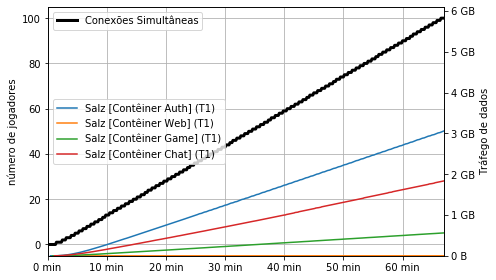 Conexões Simultâneas
Salz [Contêiner Auth] (T1)
Salz [Contêiner Web] (T1)
Salz [Contêiner Game] (T1)
Salz [Contêiner Chat] (T1)
número de jogadores
100
80
60
40
20
0
Tráfego de dados
6 GB
5 GB
4 GB
3 GB
2 GB
1 GB
0 B
0 min
10 min
20 min
30 min
40 min
50 min
60 min